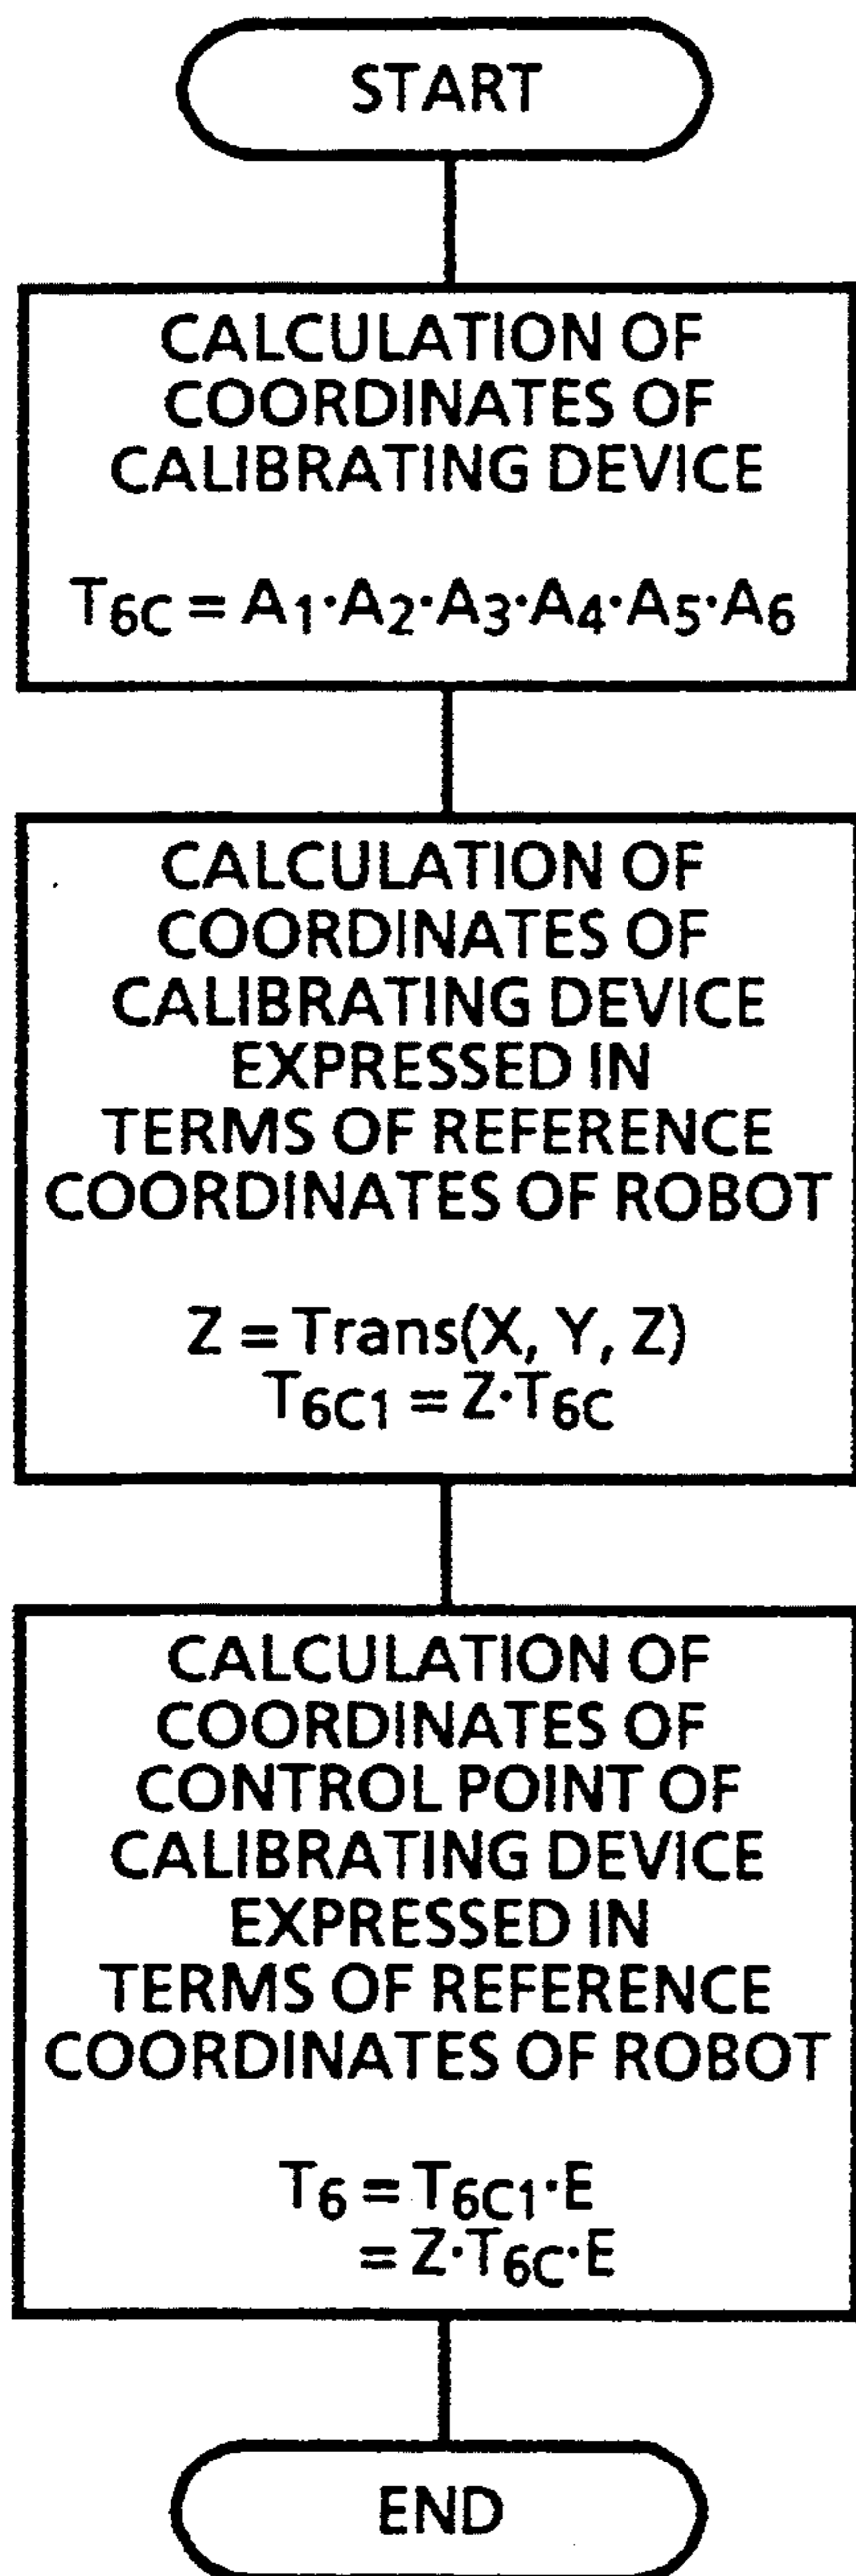 START
CALCULATION OF
COORDINATES OF
CALIBRATING DEVICE
T6C = A1·A2·A3·A4·A5·A6
CALCULATION OF
COORDINATES OF
CALIBRATING DEVICE
EXPRESSED IN
TERMS OF REFERENCE
COORDINATES OF ROBOT
Z = Trans(X, Y, Z)
T6C1 = Z·T6C
CALCULATION OF
COORDINATES OF
CONTROL POINT OF
CALIBRATING DEVICE
EXPRESSED IN
TERMS OF REFERENCE
COORDINATES OF ROBOT
T6 = T6C1·E
= Z·T6C·E
END